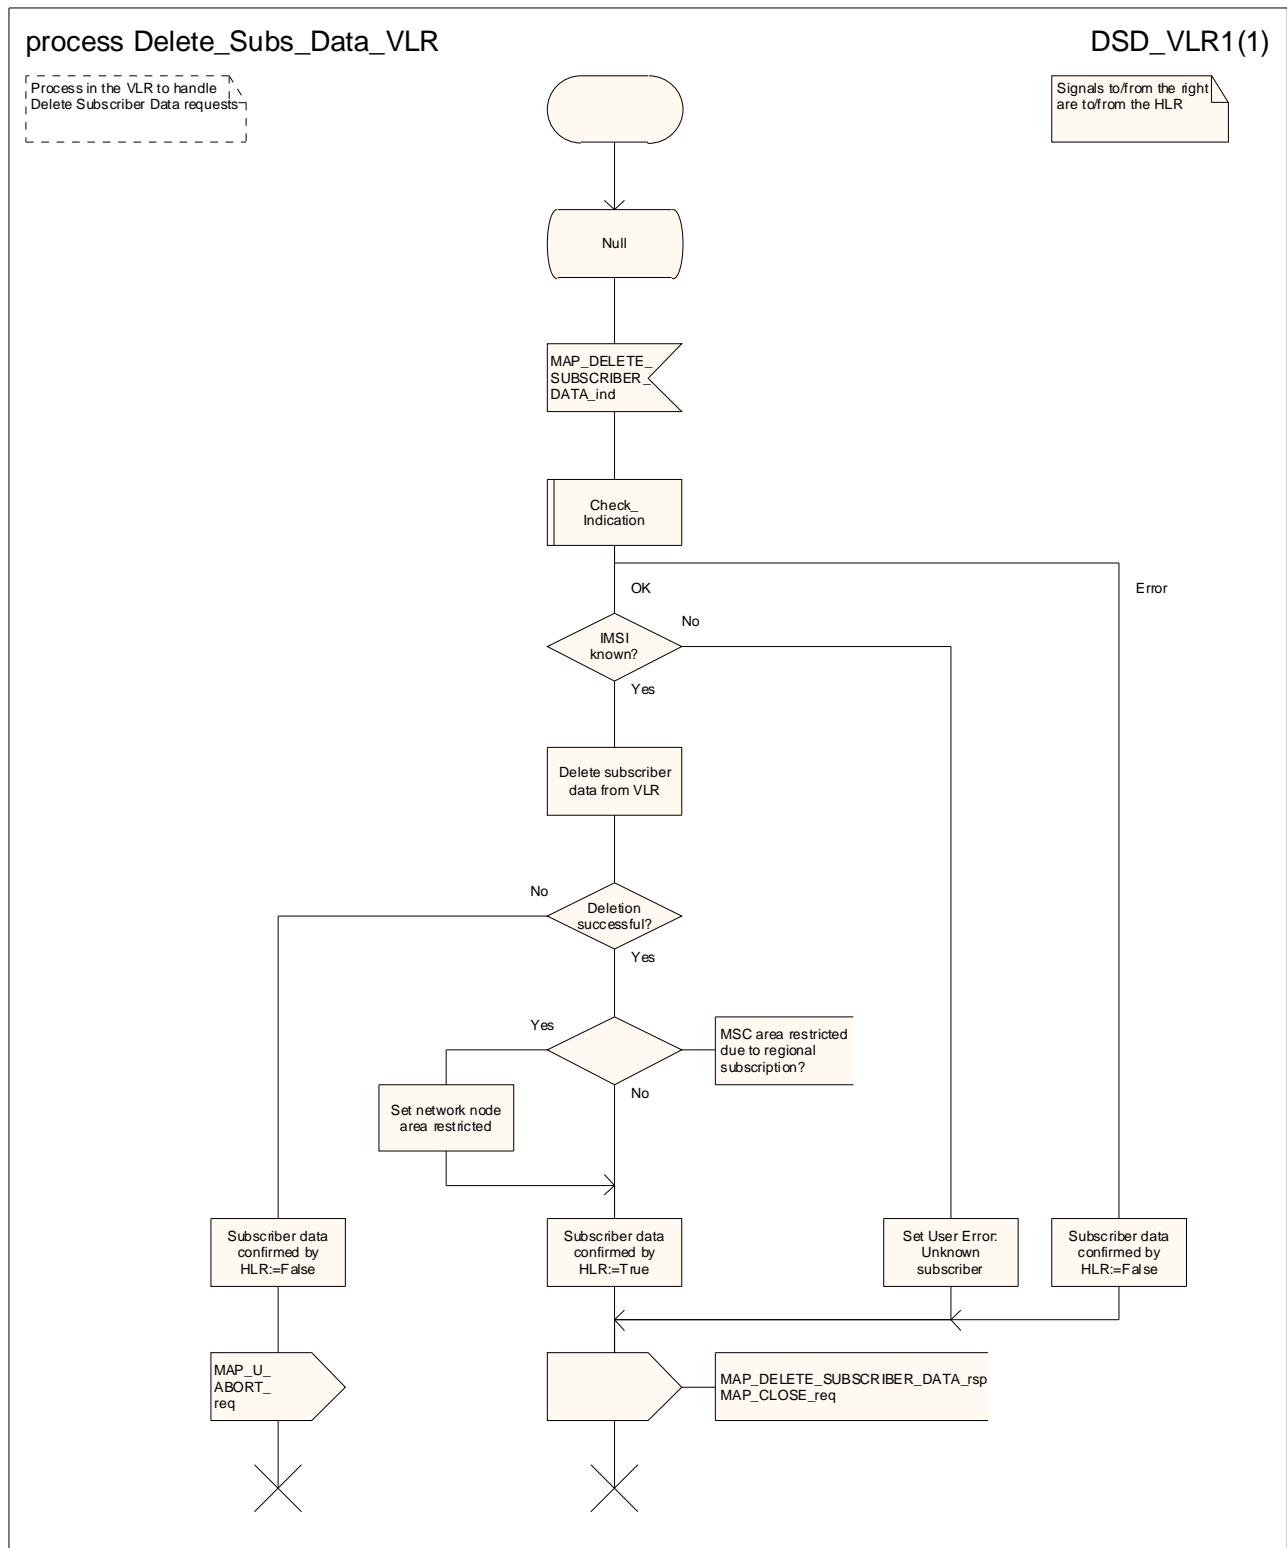 process Delete_Subs_Data_VLR
DSD_VLR1(1)
Process in the VLR to handle
Delete Subscriber Data requests
Signals to/from the right
are to/from the HLR
Null
MAP_DELETE_
SUBSCRIBER_
DATA_ind
Check_
Indication
OK
Error
IMSI
known?
No
Yes
Delete subscriber
data from VLR
No
Deletion
successful?
Yes
Yes
MSC area restricted
due to regional
subscription?
No
Set network node
area restricted
Subscriber data
confirmed by
HLR:=False
Subscriber data
confirmed by
HLR:=True
Set User Error:
Unknown
subscriber
Subscriber data
confirmed by
HLR:=False
MAP_U_
ABORT_
req
MAP_DELETE_SUBSCRIBER_DATA_rsp
MAP_CLOSE_req